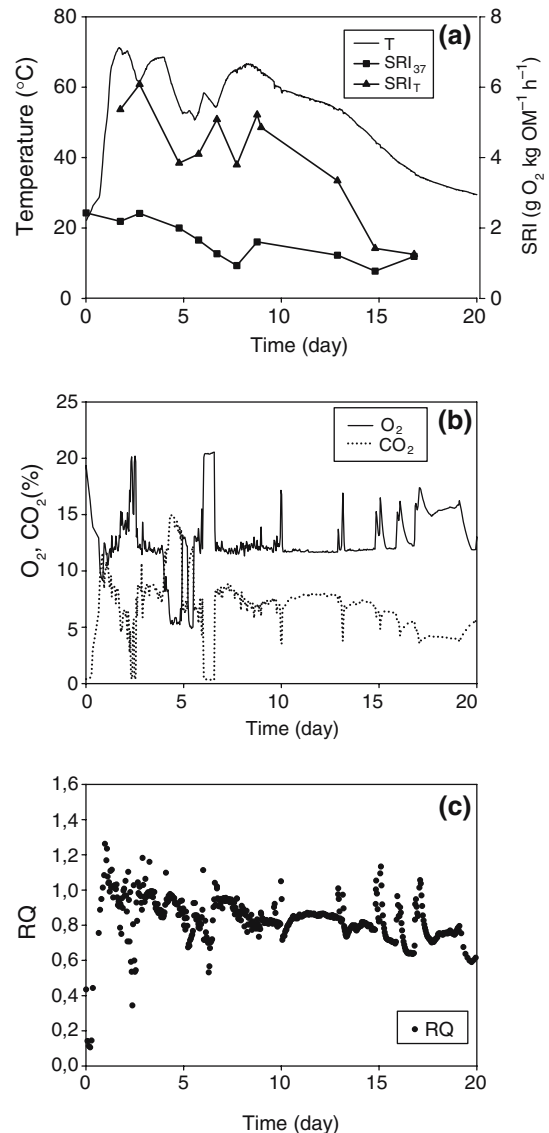 (a)
T
SRI37
SRIT
Temperature (°C)
SRI (g O2 kg OM−1 h−1)
80
60
40
20
0
8
6
4
2
0
0 5 10 15 20
Time (day)
(b)
O2
CO2
O2, CO2(%)
25
20
15
10
5
0
0 5 10 15 20
Time (day)
(c)
RQ
1,6
1,4
1,2
1,0
0,8
0,6
0,4
0,2
0,0
RQ
0 5 10 15 20
Time (day)